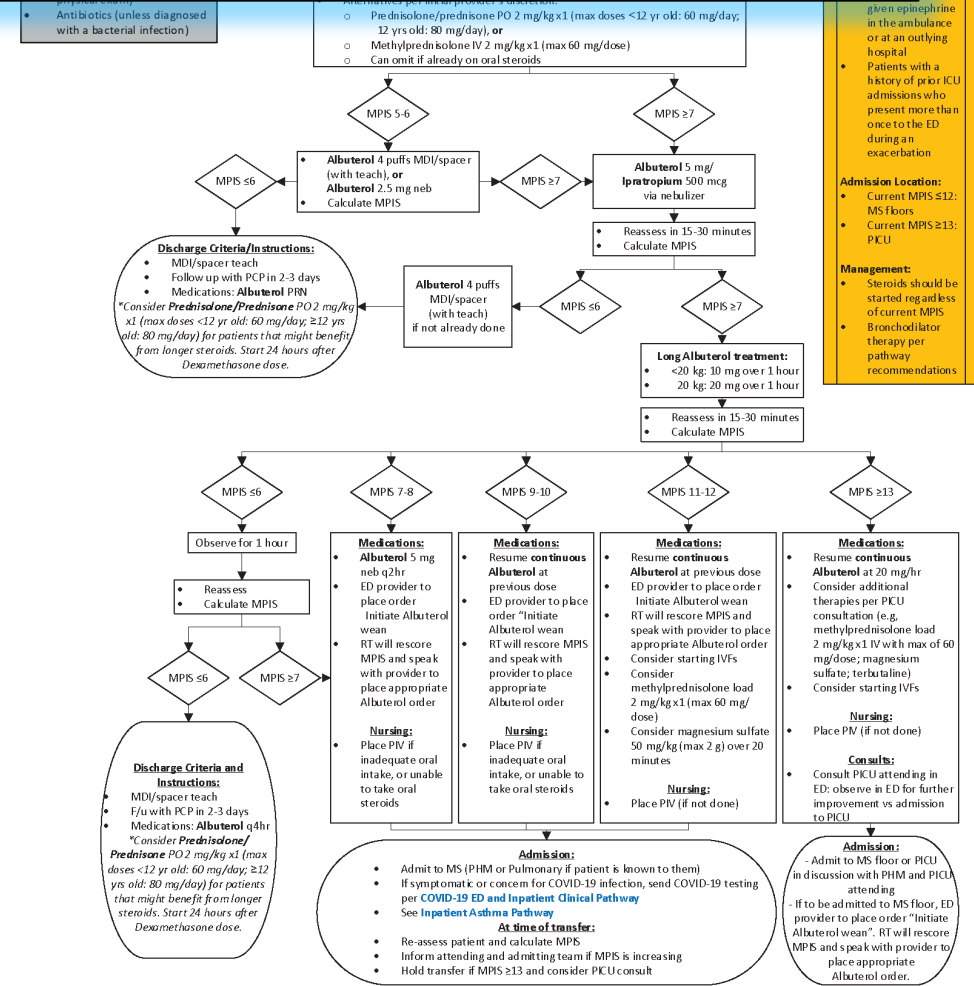 physical exam)
• Antibiotics (unless diagnosed
with a bacterial infection)
• Alternatives per initial provider's discretion:
o Prednisolone/prednisone PO 2 mg/kg x1 (max doses <12 yr old: 60 mg/day;
12 yrs old: 80 mg/day), or
o Methylprednisolone IV 2 mg/kg x1 (max 60 mg/dose)
o Can omit if already on oral steroids
given epinephrine
in the ambulance
or at an outlying
hospital
• Patients with a
history of prior ICU
admissions who
present more than
once to the ED
during an
exacerbation
Admission Location:
• Current MPIS ≤12:
MS floors
• Current MPIS ≥13:
PICU
Management:
• Steroids should be
started regardless
of current MPIS
• Bronchodilator
therapy per
pathway
recommendations
MPIS 5-6
MPIS ≥7
MPIS ≤6
• Albuterol 4 puffs MDI/spacer
(with teach), or
Albuterol 2.5 mg neb
• Calculate MPIS
MPIS ≥7
Albuterol 5 mg/
Ipratropium 500 mcg
via nebulizer
• Reassess in 15-30 minutes
• Calculate MPIS
Discharge Criteria/Instructions:
• MDI/spacer teach
• Follow up with PCP in 2-3 days
• Medications: Albuterol PRN
*Consider Prednisolone/Prednisone PO 2 mg/kg
x1 (max doses <12 yr old: 60 mg/day; ≥12 yrs
old: 80 mg/day) for patients that might benefit
from longer steroids. Start 24 hours after
Dexamethasone dose.
Albuterol 4 puffs
MDI/spacer
(with teach)
if not already done
MPIS ≤6
MPIS ≥7
Long Albuterol treatment:
• <20 kg: 10 mg over 1 hour
• 20 kg: 20 mg over 1 hour
• Reassess in 15-30 minutes
• Calculate MPIS
MPIS ≤6
MPIS 7-8
MPIS 9-10
MPIS 11-12
MPIS ≥13
Observe for 1 hour
• Reassess
• Calculate MPIS
MPIS ≤6
MPIS ≥7
Discharge Criteria and
Instructions:
• MDI/spacer teach
• F/u with PCP in 2-3 days
• Medications: Albuterol q4hr
*Consider Prednisolone/
Prednisone PO 2 mg/kg x1 (max
doses <12 yr old: 60 mg/day; ≥12
yrs old: 80 mg/day) for patients
that might benefit from longer
steroids. Start 24 hours after
Dexamethasone dose.
Medications:
• Albuterol 5 mg
neb q2hr
• ED provider to
place order
Initiate Albuterol
wean
• RT will rescore
MPIS and speak
with provider to
place appropriate
Albuterol order
Nursing:
• Place PIV if
inadequate oral
intake, or unable
to take oral
steroids
Medications:
• Resume continuous
Albuterol at
previous dose
• ED provider to place
order “Initiate
Albuterol wean
• RT will rescore MPIS
and speak with
provider to place
appropriate
Albuterol order
Nursing:
• Place PIV if
inadequate oral
intake, or unable to
take oral steroids
Medications:
• Resume continuous
Albuterol at previous dose
• ED provider to place order
Initiate Albuterol wean
• RT will rescore MPIS and
speak with provider to place
appropriate Albuterol order
• Consider starting IVFs
• Consider
methylprednisolone load
2 mg/kg x1 (max 60 mg/
dose)
• Consider magnesium sulfate
50 mg/kg (max 2 g) over 20
minutes
Nursing:
• Place PIV (if not done)
Medications:
• Resume continuous
Albuterol at 20 mg/hr
• Consider additional
therapies per PICU
consultation (e.g,
methylprednisolone load
2 mg/kg x1 IV with max of 60
mg/dose; magnesium
sulfate; terbutaline)
• Consider starting IVFs
Nursing:
• Place PIV (if not done)
Consults:
• Consult PICU attending in
ED: observe in ED for further
improvement vs admission
to PICU
Admission:
• Admit to MS (PHM or Pulmonary if patient is known to them)
• If symptomatic or concern for COVID-19 infection, send COVID-19 testing
per COVID-19 ED and Inpatient Clinical Pathway
• See Inpatient Asthma Pathway
At time of transfer:
• Re-assess patient and calculate MPIS
• Inform attending and admitting team if MPIS is increasing
• Hold transfer if MPIS ≥13 and consider PICU consult
Admission:
- Admit to MS floor or PICU
in discussion with PHM and PICU
attending
- If to be admitted to MS floor, ED
provider to place order “Initiate
Albuterol wean”. RT will rescore
MPIS and speak with provider to
place appropriate
Albuterol order.